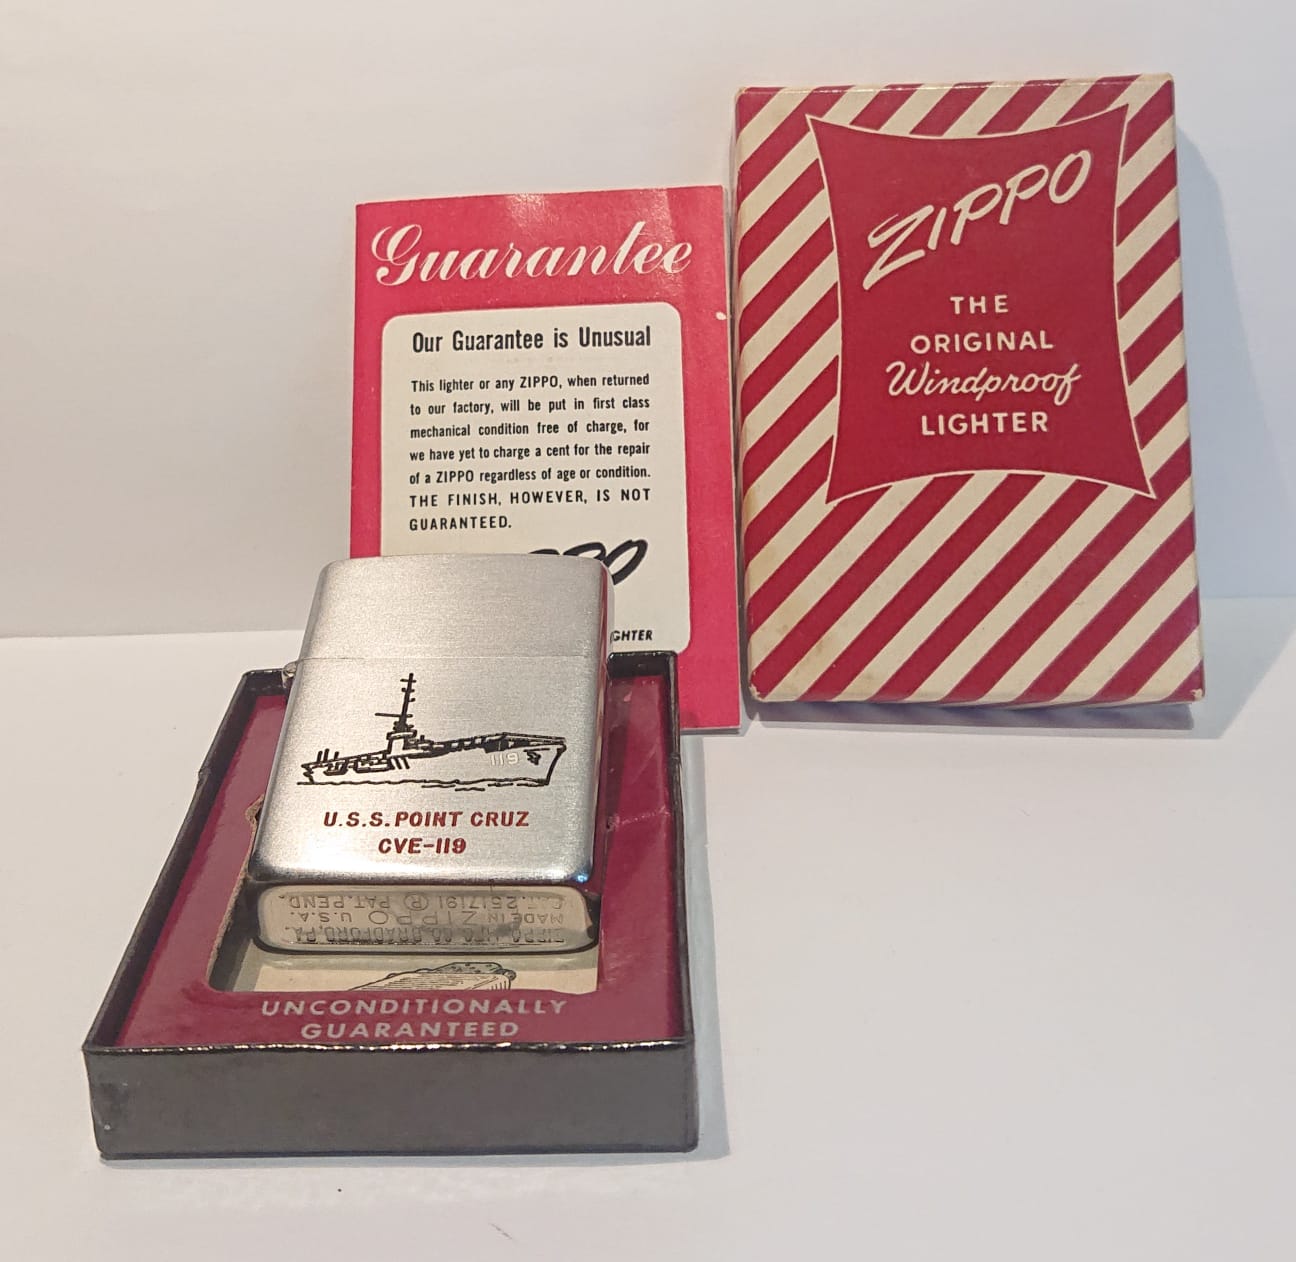 Guarantee
Our Guarantee is Unusual
This lighter or any ZIPPO, when returned
to our factory, will be put in first class
mechanical condition free of charge, for
we have yet to charge a cent for the repair
of a ZIPPO regardless of age or condition.
THE FINISH, HOWEVER, IS NOT
GUARANTEED.
ZIPPO
THE
ORIGINAL
Windproof
LIGHTER
119
U.S.S. POINT CRUZ
CVE-119
ZIPPO MFG. CO. BRADFORD, PA.
MADE IN ZIPPO U.S.A.
2517191 ® PAT. PEND.
UNCONDITIONALLY
GUARANTEED